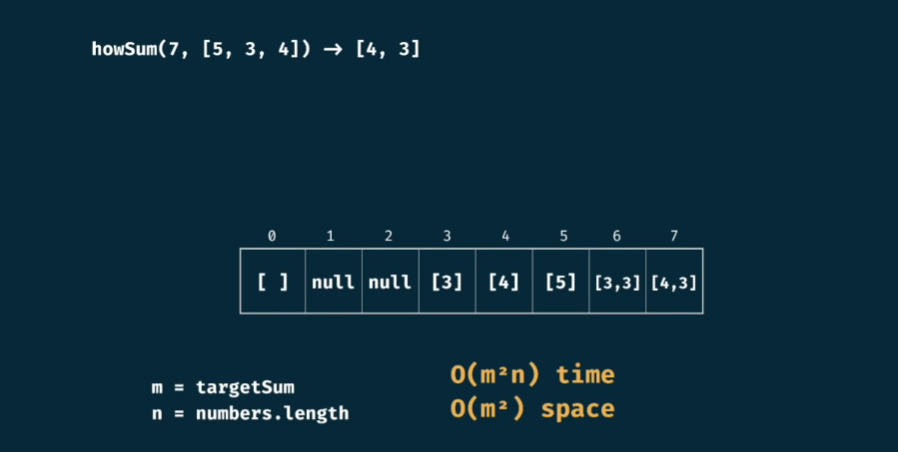 howSum(7, [5, 3, 4]) → [4, 3]
0 1 2 3 4 5 6 7
[ ] null null [3] [4] [5] [3,3] [4,3]
m = targetSum
n = numbers.length
O(m²n) time
O(m²) space